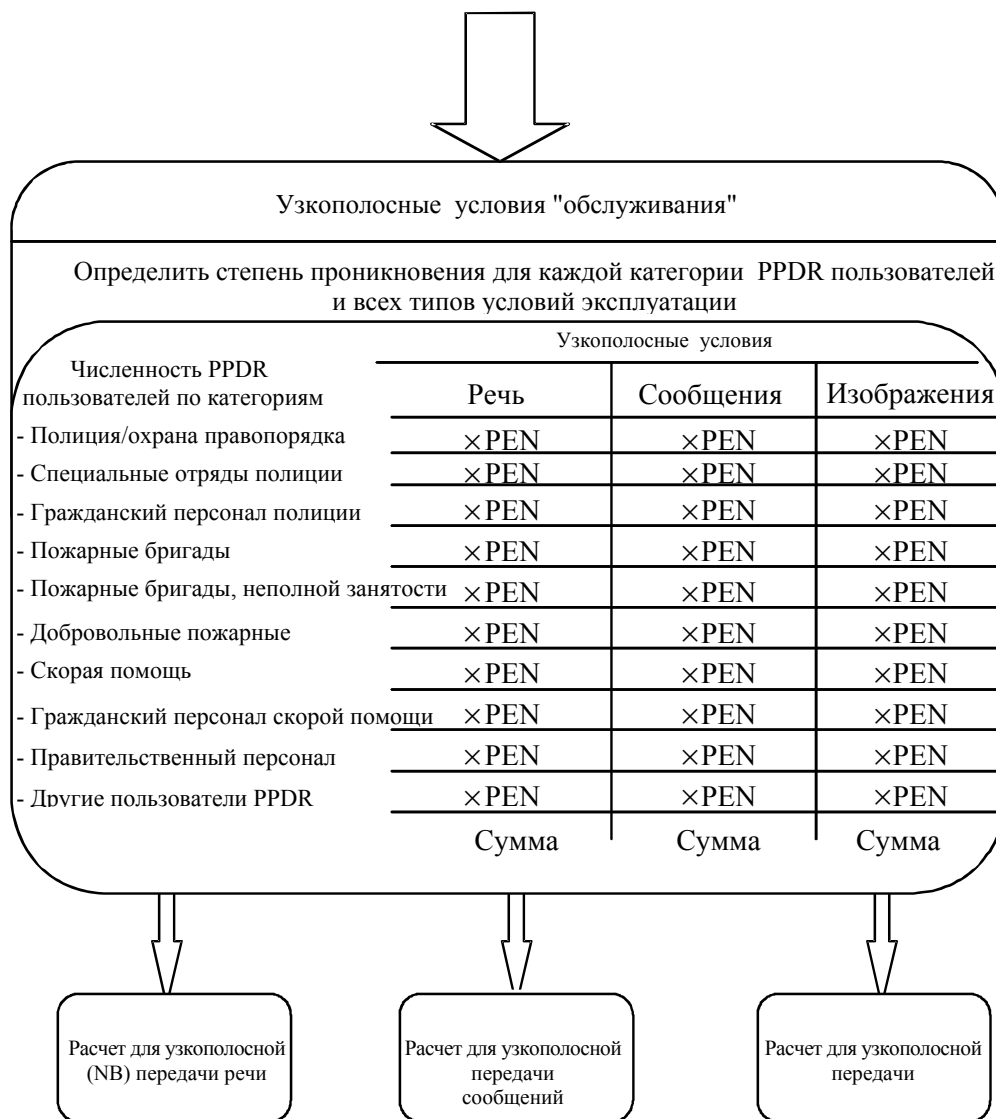 Узкополосные условия "обслуживания"
Определить степень проникновения для каждой категории PPDR пользователей
и всех типов условий эксплуатации
Узкополосные условия
Численность PPDR
пользователей по категориям
Речь Сообщения Изображения
- Полиция/охрана правопорядка ×PEN ×PEN ×PEN
- Специальные отряды полиции ×PEN ×PEN ×PEN
- Гражданский персонал полиции ×PEN ×PEN ×PEN
- Пожарные бригады ×PEN ×PEN ×PEN
- Пожарные бригады, неполной занятости ×PEN ×PEN ×PEN
- Добровольные пожарные ×PEN ×PEN ×PEN
- Скорая помощь ×PEN ×PEN ×PEN
- Гражданский персонал скорой помощи ×PEN ×PEN ×PEN
- Правительственный персонал ×PEN ×PEN ×PEN
- Другие пользователи PPDR ×PEN ×PEN ×PEN
Сумма Сумма Сумма
Расчет для узкополосной
(NB) передачи речи
Расчет для узкополосной
передачи
сообщений
Расчет для узкополосной
передачи